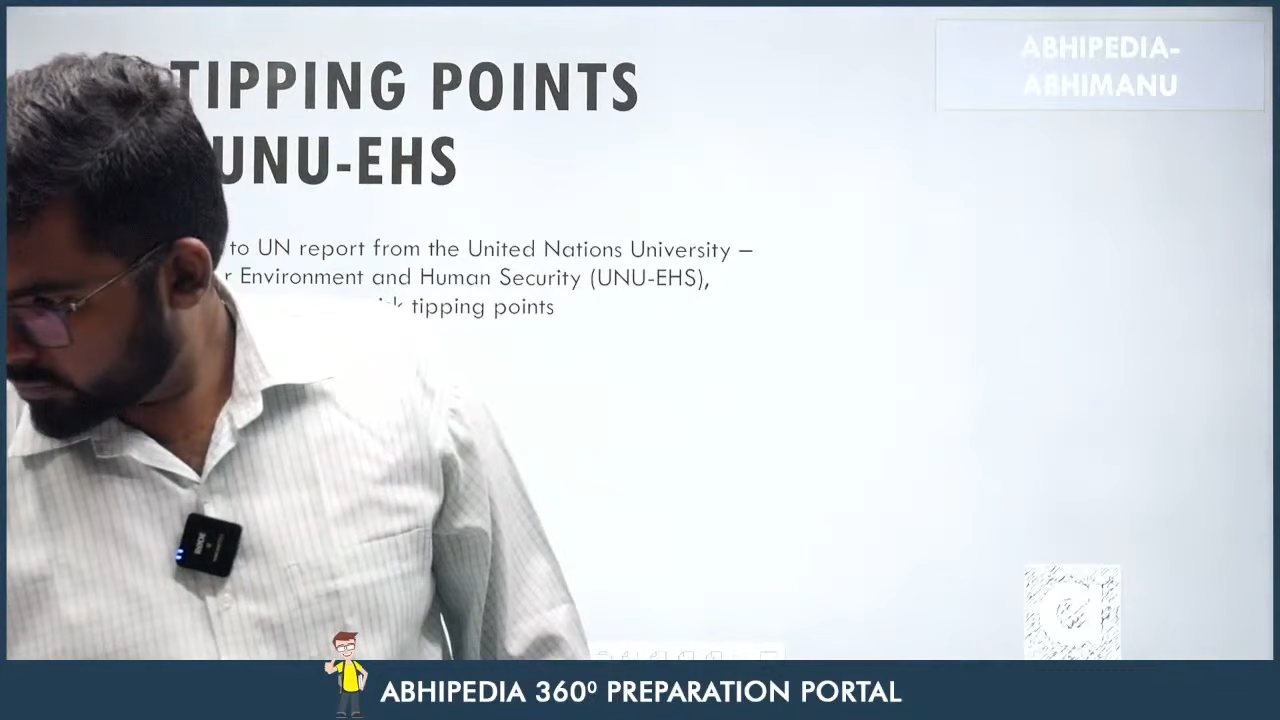 TIPPING POINTS
UNU-EHS
ABHIPEDIA-
ABHIMANU
to UN report from the United Nations University –
Environment and Human Security (UNU-EHS),
tipping points
ABHIPEDIA 360º PREPARATION PORTAL